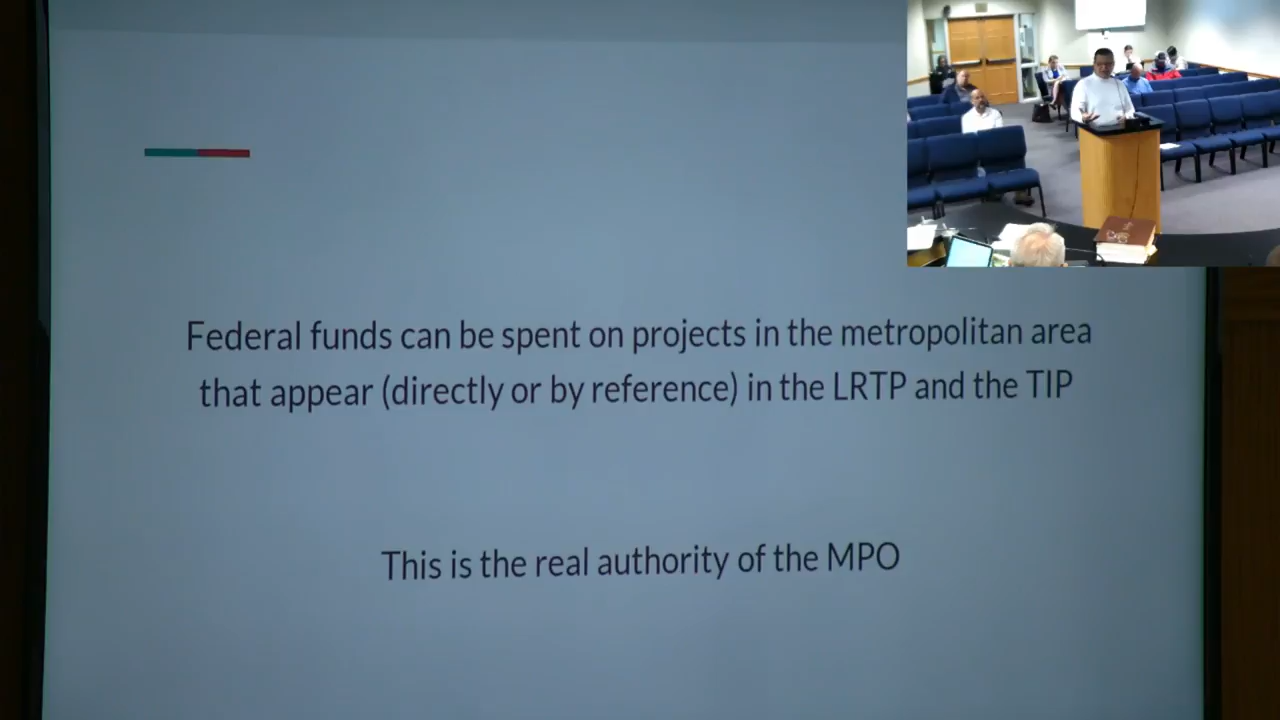 Federal funds can be spent on projects in the metropolitan area
that appear (directly or by reference) in the LRTP and the TIP
This is the real authority of the MPO